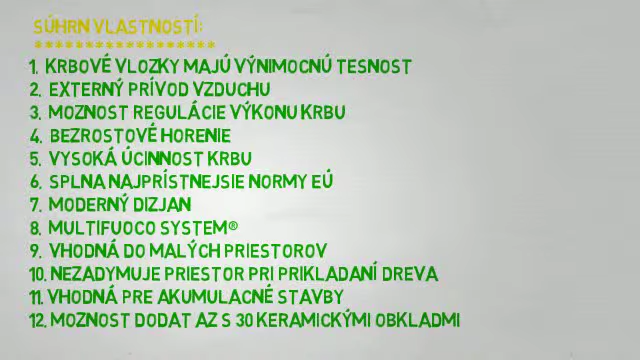 SÚHRN VLASTNOSTÍ:
*****************
1. KRBOVÉ VLOZKY MAJÚ VÝNIMOCNÚ TESNOST
2. EXTERNÝ PRÍVOD VZDUCHU
3. MOZNOST REGULÁCIE VÝKONU KRBU
4. BEZROSTOVÉ HORENIE
5. VYSOKÁ ÚCINNOST KRBU
6. SPLNA NAJPRÍSTNEJSIE NORMY EÚ
7. MODERNÝ DIZJAN
8. MULTIFUOCO SYSTEM®
9. VHODNÁ DO MALÝCH PRIESTOROV
10. NEZADYMUJE PRIESTOR PRI PRIKLADANÍ DREVA
11. VHODNÁ PRE AKUMULACNÉ STAVBY
12. MOZNOST DODAT AZ S 30 KERAMICKÝMI OBKLADMI